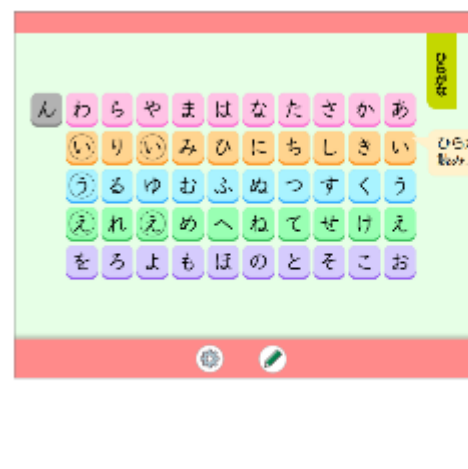 ん わ ら や ま は な た さ か あ
い り い み ひ に ち し き い
う る ゆ む ふ ぬ つ す く う
え れ え め へ ね て せ け え
を ろ よ も ほ の と そ こ お
ひらが